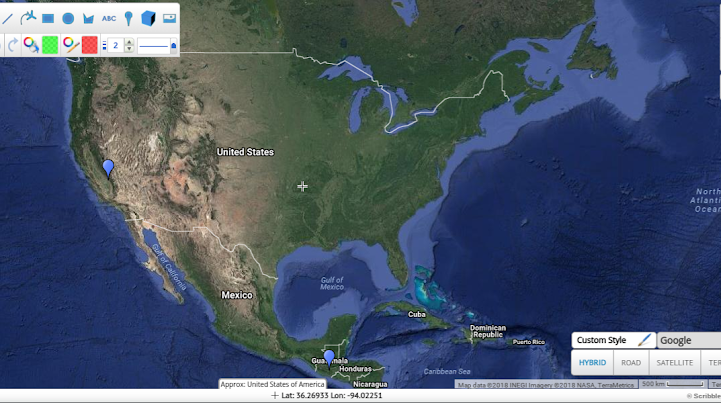 ABC
2
United States
North
Atlantic
Ocean
Gulf of California
Gulf of
Mexico
Mexico
Cuba
Dominican
Republic
Puerto Rico
Custom Style
Google
HYBRID
ROAD
SATELLITE
TER
Honduras
Caribbean Sea
Nicaragua
Approx: United States of America
Map data ©2018 INEGI Imagery ©2018 NASA, TerraMetrics
500 km
Ter
Lat: 36.26933 Lon: -94.02251
© Scribble